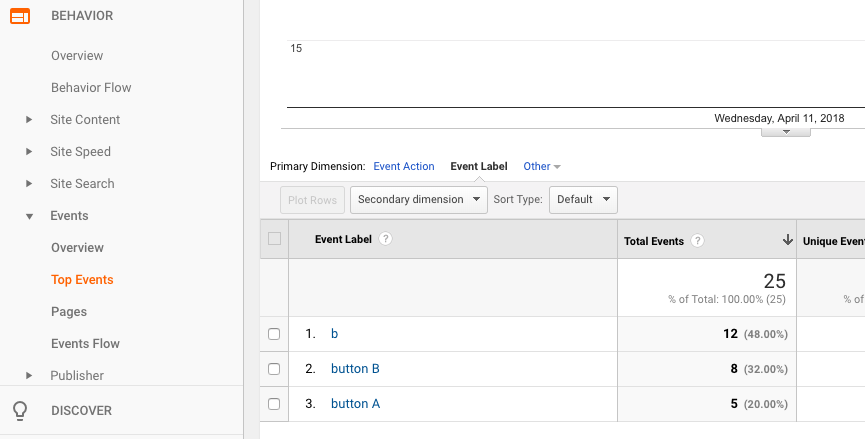 BEHAVIOR
Overview
Behavior Flow
Site Content
Site Speed
Site Search
Events
Overview
Top Events
Pages
Events Flow
Publisher
DISCOVER
15
Wednesday, April 11, 2018
Primary Dimension: Event Action Event Label Other
Plot Rows Secondary dimension Sort Type: Default
Event Label ? Total Events ? Unique Even
25
% of Total: 100.00% (25) % of
1. b 12 (48.00%)
2. button B 8 (32.00%)
3. button A 5 (20.00%)